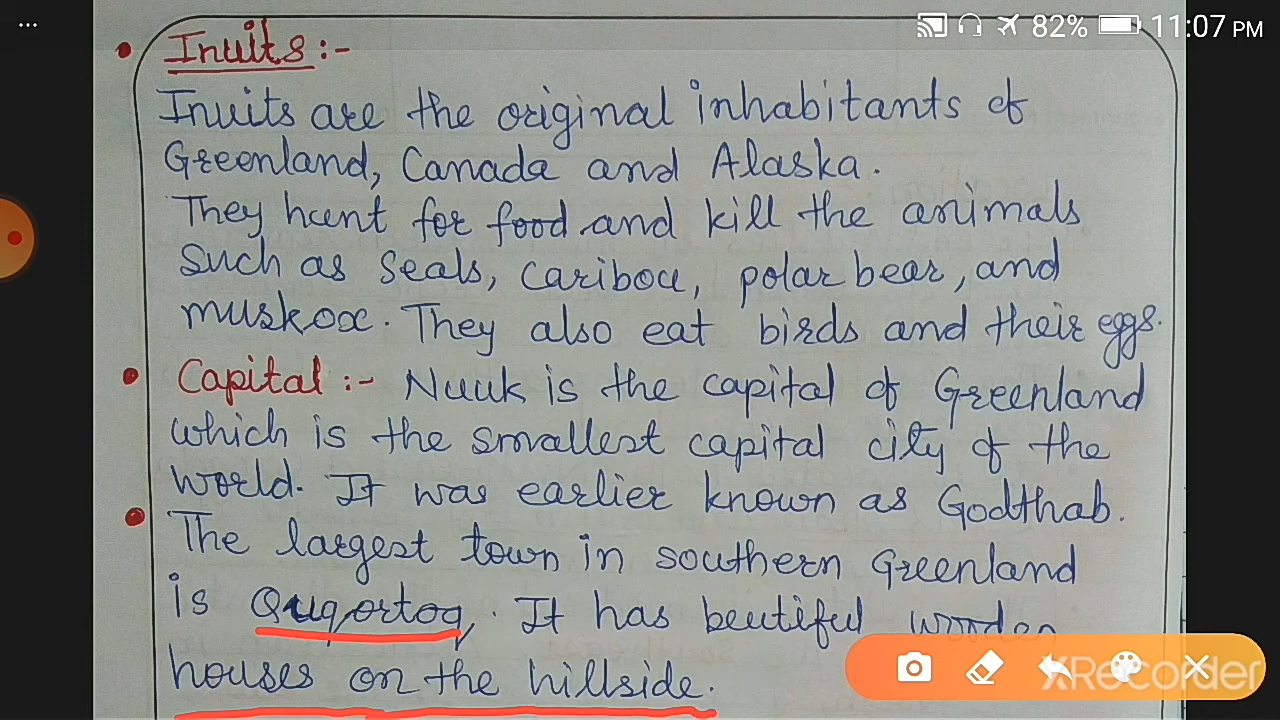 ...
82% 11:07 PM
Inuits :-
Inuits are the original inhabitants of
Greenland, Canada and Alaska.
They hunt for food and kill the animals
such as seals, caribou, polar bear, and
muskox. They also eat birds and their eggs.
Capital :- Nuuk is the capital of Greenland
which is the smallest capital city of the
world. It was earlier known as Godthab.
The largest town in southern Greenland
is Quqortoq. It has beutiful wooden
houses on the hillside.
XRecorder